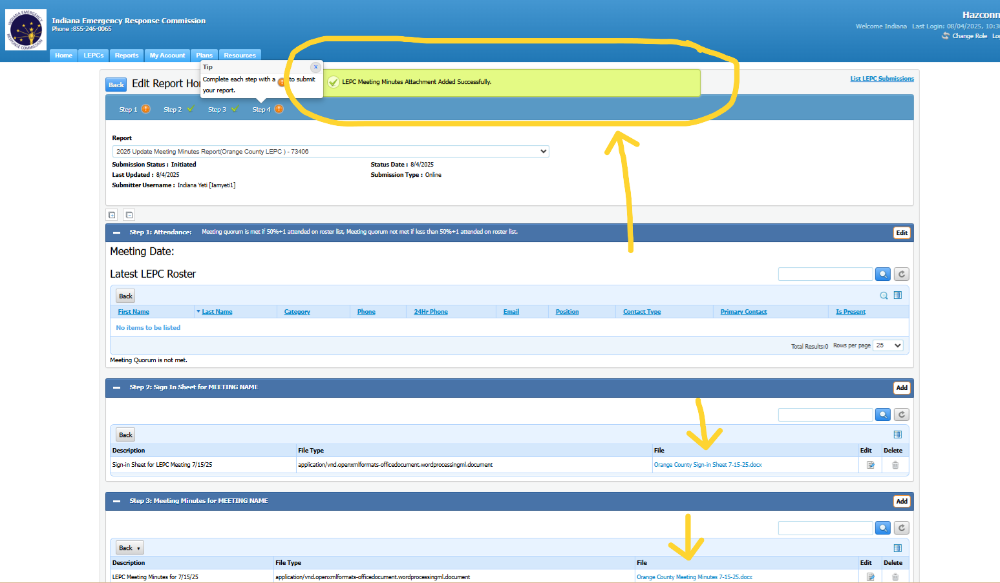 INDIANA EMERGENCY RESPONSE COMMISSION
Indiana Emergency Response Commission
Phone :855-246-0065
Hazconn
Welcome Indiana Last Login: 08/04/2025, 10:30
Change Role Log
Home LEPCs Reports My Account Plans Resources
Tip
Complete each step with a ! to submit
your report.
LEPC Meeting Minutes Attachment Added Successfully.
Back Edit Report Hom
List LEPC Submissions
Step 1 ! Step 2 Step 3 Step 4 !
Report
2025 Update Meeting Minutes Report(Orange County LEPC ) - 73406
Submission Status : Initiated Status Date : 8/4/2025
Last Updated : 8/4/2025 Submission Type : Online
Submitter Username : Indiana Yeti [Iamyeti1]
Step 1: Attendance: Meeting quorum is met if 50%+1 attended on roster list, Meeting quorum not met if less than 50%+1 attended on roster list. Edit
Meeting Date:
Latest LEPC Roster
Back
First Name Last Name Category Phone 24Hr Phone Email Position Contact Type Primary Contact Is Present
No items to be listed
Total Results:0 Rows per page 25
Meeting Quorum is not met.
Step 2: Sign In Sheet for MEETING NAME Add
Back
Description File Type File Edit Delete
Sign-in Sheet for LEPC Meeting 7/15/25 application/vnd.openxmlformats-officedocument.wordprocessingml.document Orange County Sign-in Sheet 7-15-25.docx
Step 3: Meeting Minutes for MEETING NAME Add
Back
Description File Type File Edit Delete
LEPC Meeting Minutes for 7/15/25 application/vnd.openxmlformats-officedocument.wordprocessingml.document Orange County Meeting Minutes 7-15-25.docx